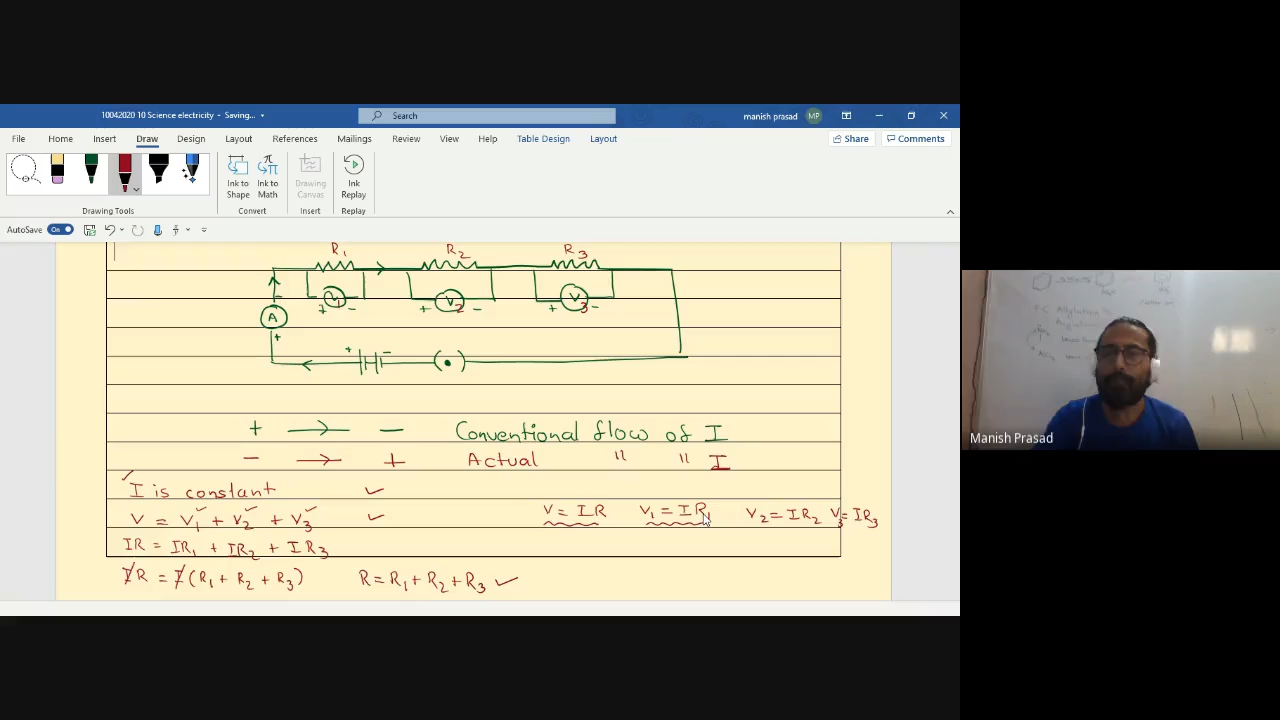 10042020 10 Science electricity - Saving...
Search
manish prasad MP
File Home Insert Draw Design Layout References Mailings Review View Help Table Design Layout
Share Comments
Ink to Shape
Ink to Math
Drawing Canvas
Ink Replay
Drawing Tools Convert Insert Replay
AutoSave On
R1 R2 R3
V1 V2 V3
+ - + - + -
-
A
+
+ -
+ → - Conventional flow of I
- → + Actual " " I
✓ I is constant ✓
V = V1 + V2 + V3 ✓ V = IR V1 = IR1 V2 = IR2 V3 = IR3
IR = IR1 + IR2 + IR3
IR = I(R1 + R2 + R3) R = R1 + R2 + R3 ✓
Manish Prasad